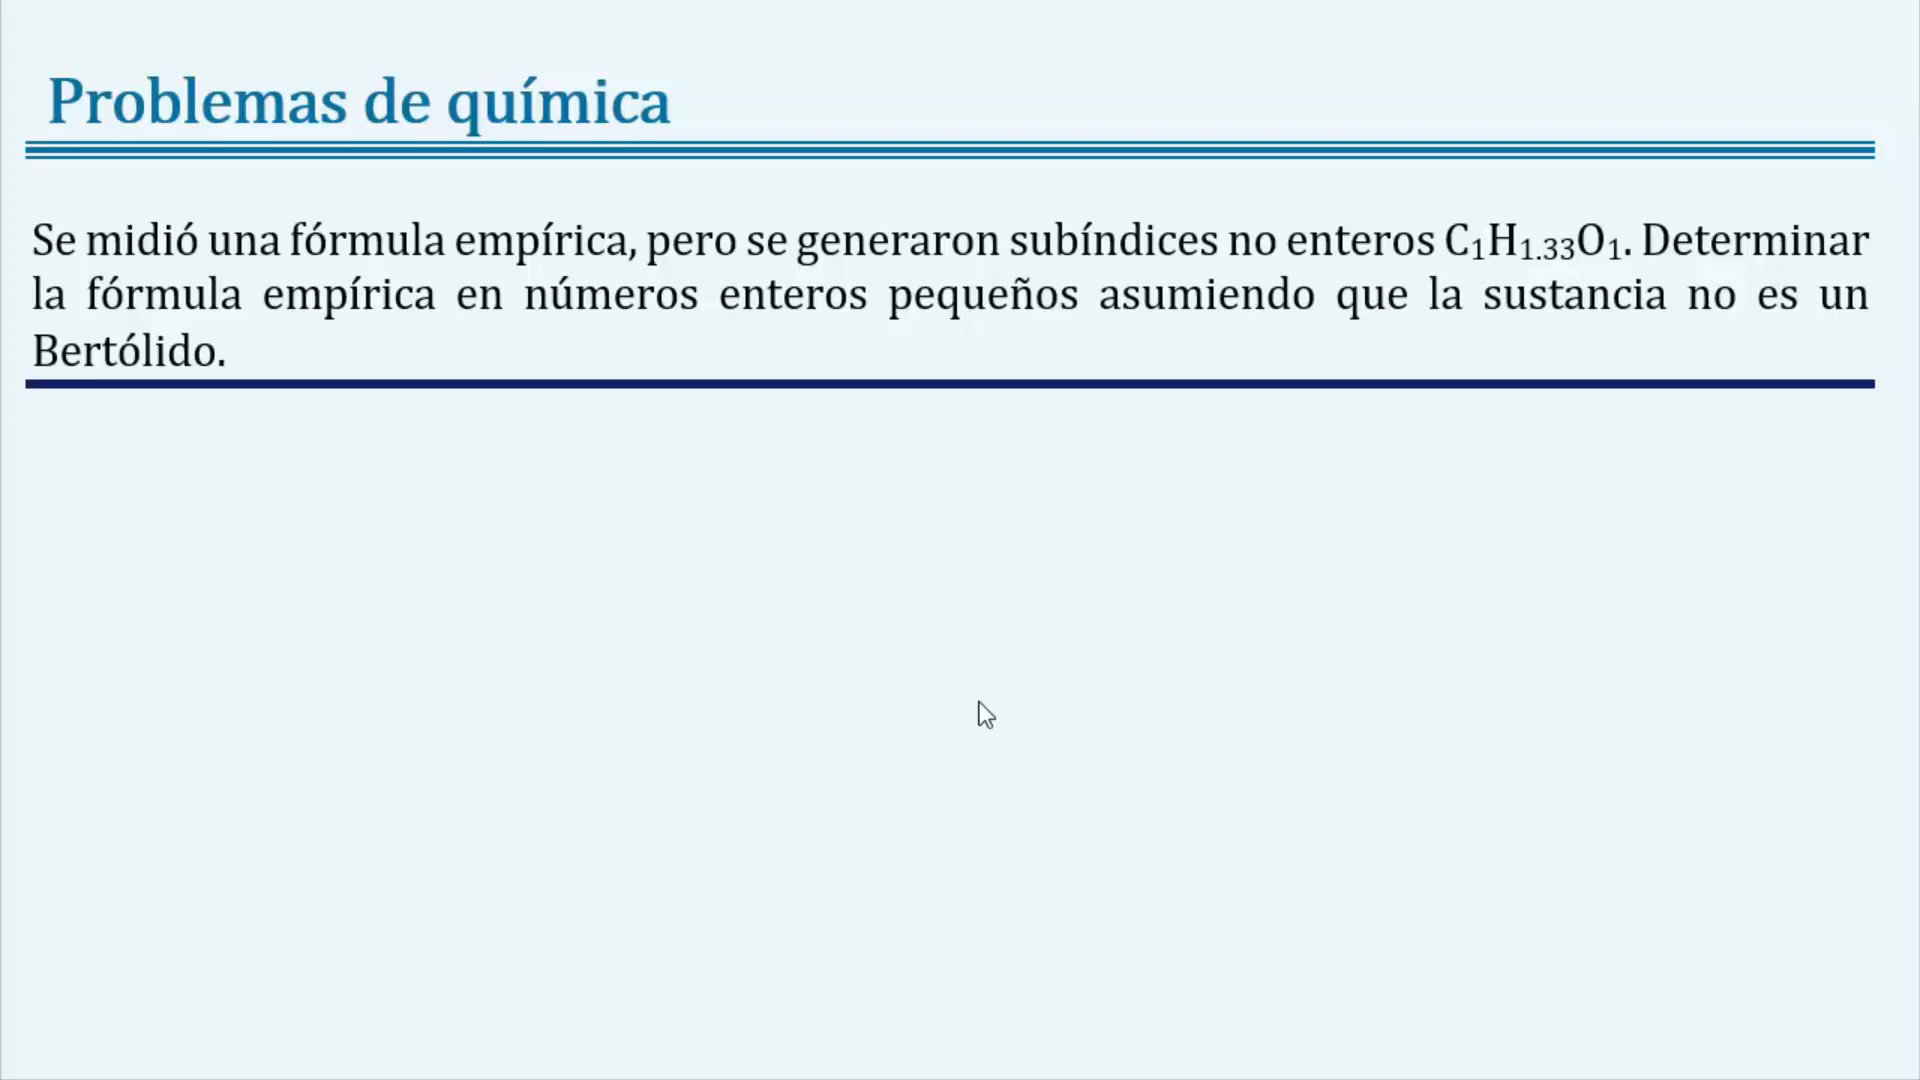 Problemas de química
Se midió una fórmula empírica, pero se generaron subíndices no enteros C₁H₁.₃₃O₁. Determinar
la fórmula empírica en números enteros pequeños asumiendo que la sustancia no es un
Bertólido.